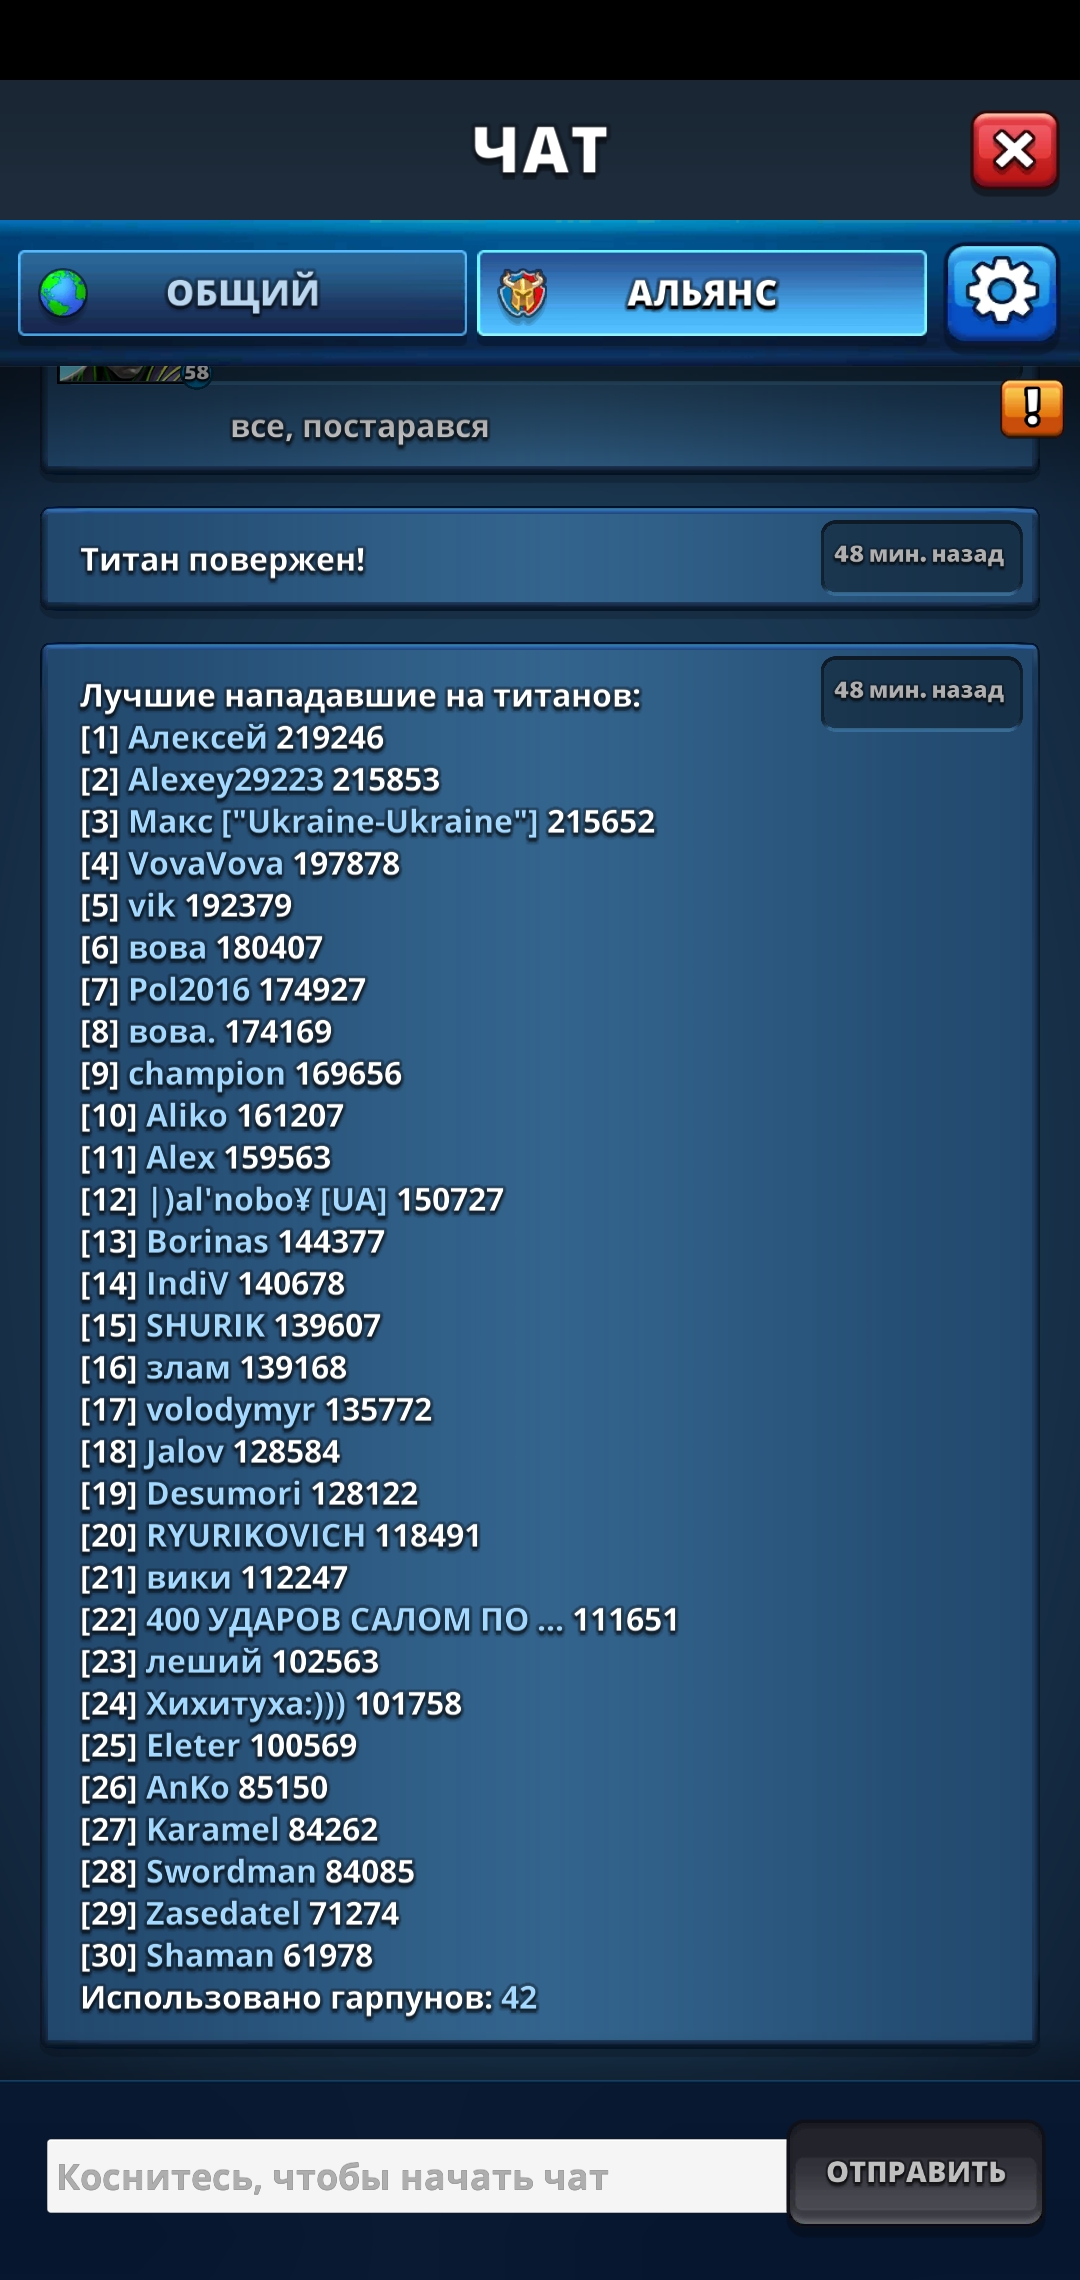 ЧАТ
ОБЩИЙ
АЛЬЯНС
58
все, постарався
!
Титан повержен!
48 мин. назад
48 мин. назад
Лучшие нападавшие на титанов:
[1] Алексей 219246
[2] Alexey29223 215853
[3] Макс ["Ukraine-Ukraine"] 215652
[4] VovaVova 197878
[5] vik 192379
[6] вова 180407
[7] Pol2016 174927
[8] вова. 174169
[9] champion 169656
[10] Aliko 161207
[11] Alex 159563
[12] |)al'nobo¥ [UA] 150727
[13] Borinas 144377
[14] IndiV 140678
[15] SHURIK 139607
[16] злам 139168
[17] volodymyr 135772
[18] Jalov 128584
[19] Desumori 128122
[20] RYURIKOVICH 118491
[21] вики 112247
[22] 400 УДАРОВ САЛОМ ПО ... 111651
[23] леший 102563
[24] Хихитуха:))) 101758
[25] Eleter 100569
[26] AnKo 85150
[27] Karamel 84262
[28] Swordman 84085
[29] Zasedatel 71274
[30] Shaman 61978
Использовано гарпунов: 42
Коснитесь, чтобы начать чат
ОТПРАВИТЬ